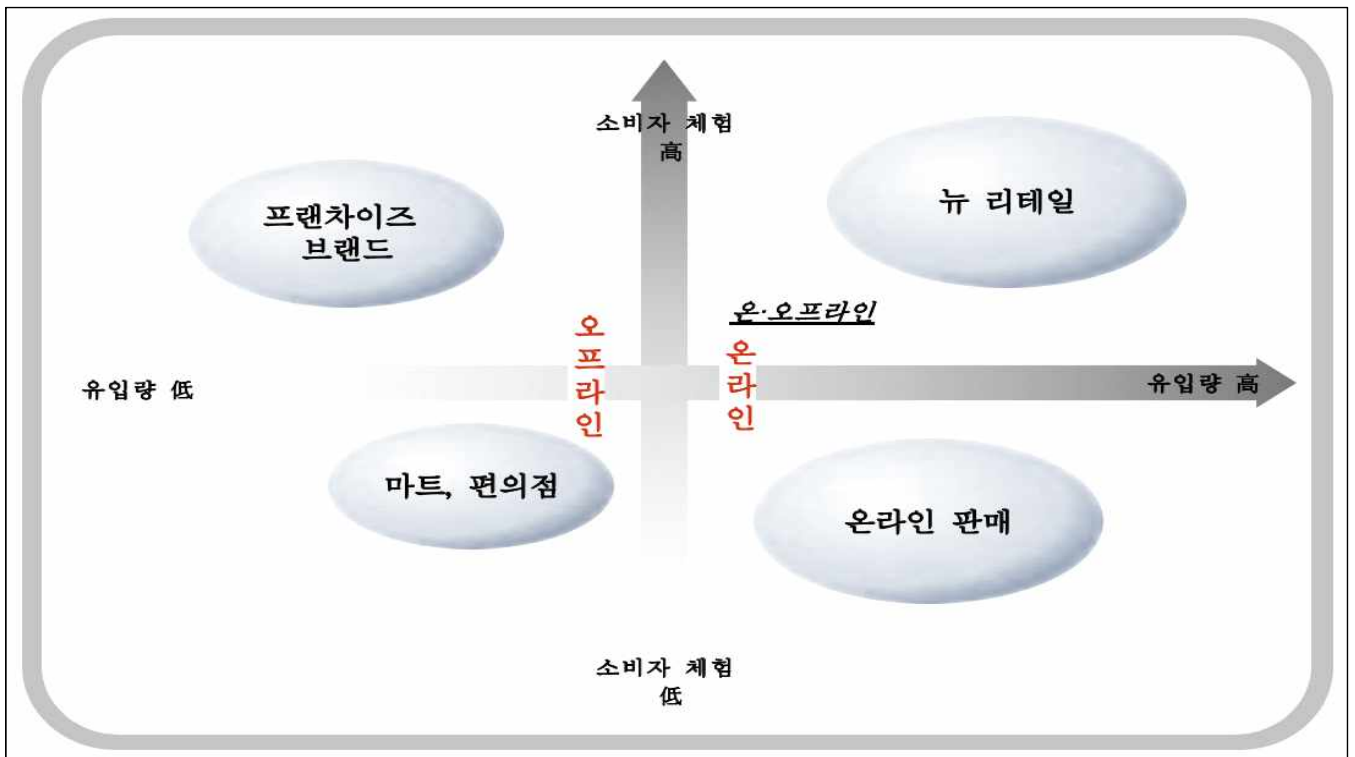 소비자 체험
高
프랜차이즈
브랜드
뉴 리테일
온·오프라인
오프라인
온라인
유입량 低
유입량 高
마트, 편의점
온라인 판매
소비자 체험
低